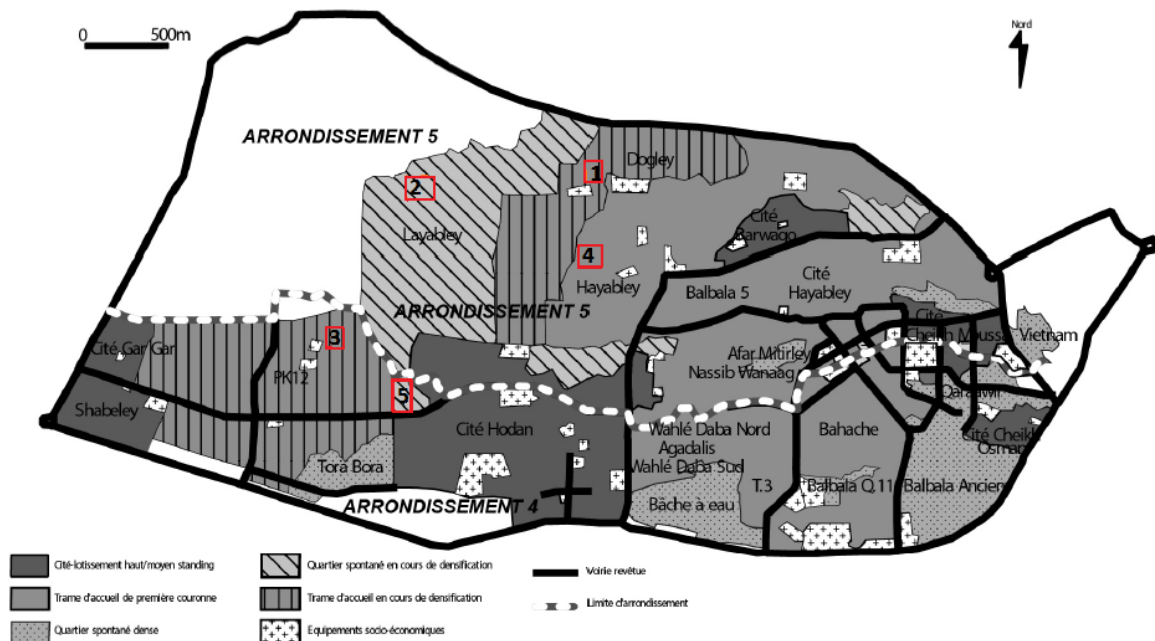 0 500m
Nord
ARRONDISSEMENT 5
1
Dogley
2
Layabley
Cité
Barwaqo
4
Hayabley
Cité
Hayabley
Balbala 5
ARRONDISSEMENT 5
Cité
Cheikh Moussa
Vietnam
3
Cité Gar Gar
PK12
Afar Mitirley
Nassib Wanaag
5
Qaraawil
Shabeley
Cité Hodan
Wahlé Daba Nord
Agadalis
Wahlé Daba Sud
Bahache
Cité Cheikh
Osman
Tora Bora
T.3
Balbala Q.11
Balbala Ancien
Bâche à eau
ARRONDISSEMENT 4
Cité-lotissement haut/moyen standing
Quartier spontané en cours de densification
Voirie revêtue
Trame d'accueil de première couronne
Trame d'accueil en cours de densification
Limite d'arrondissement
Quartier spontané dense
Equipements socio-économiques